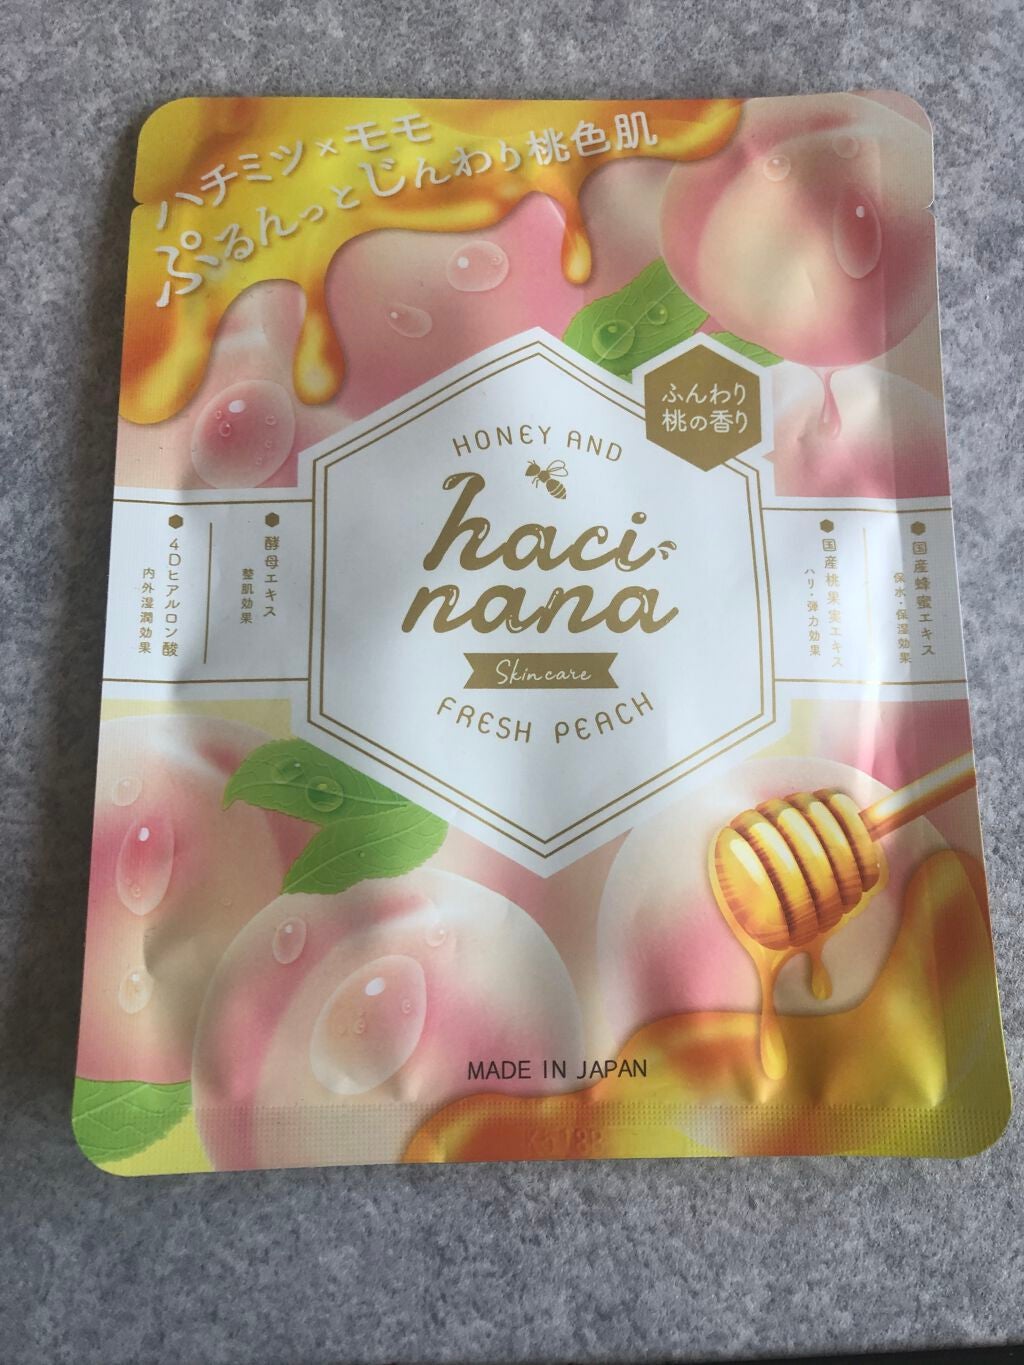 ハチミツ×モモ
ぷるんっとじんわり桃色肌
ふんわり
桃の香り
HONEY AND
haci
nana
Skin care
FRESH PEACH
国産蜂蜜エキス
保水・保湿効果
国産桃果実エキス
ハリ・弾力効果
酵母エキス
整肌効果
4Dヒアルロン酸
内外湿潤効果
MADE IN JAPAN